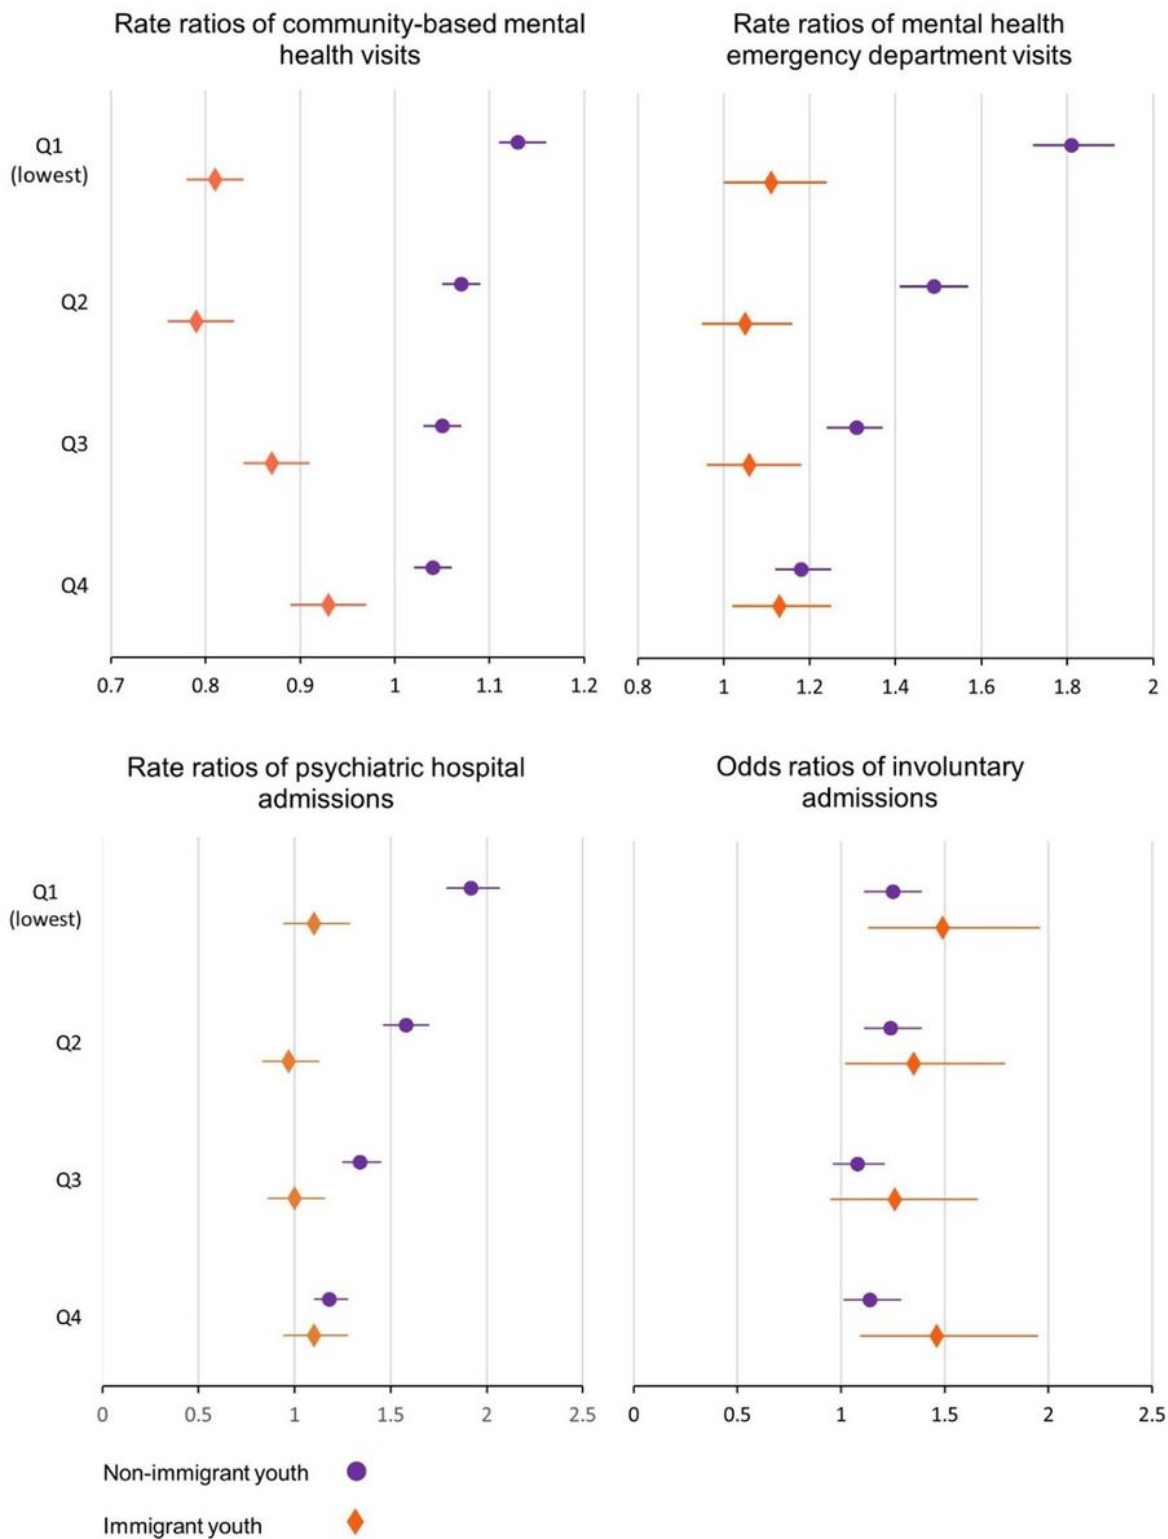 Rate ratios of community-based mental
health visits
Rate ratios of mental health
emergency department visits
Q1
(lowest)
Q2
Q3
Q4
0.7 0.8 0.9 1 1.1 1.2
0.8 1 1.2 1.4 1.6 1.8 2
Rate ratios of psychiatric hospital
admissions
Odds ratios of involuntary
admissions
Q1
(lowest)
Q2
Q3
Q4
0 0.5 1 1.5 2 2.5
0 0.5 1 1.5 2 2.5
Non-immigrant youth
Immigrant youth